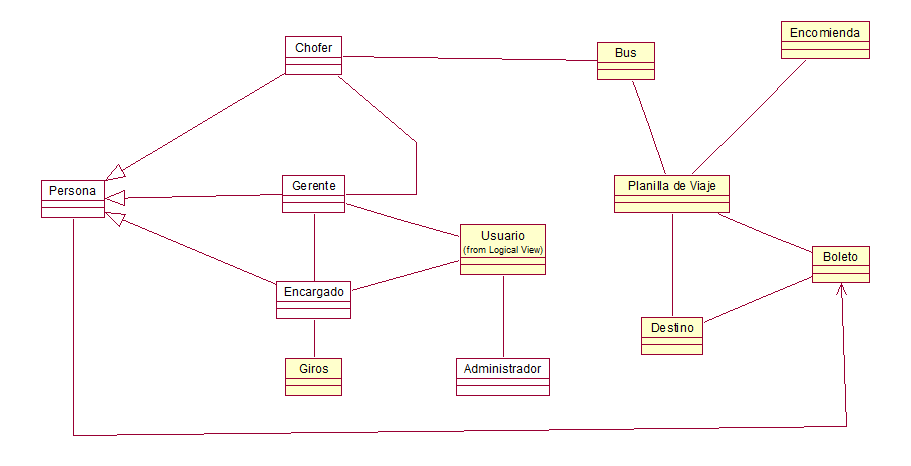 Encomienda
Chofer
Bus
Persona
Gerente
Planilla de Viaje
Usuario
(from Logical View)
Boleto
Encargado
Destino
Giros
Administrador